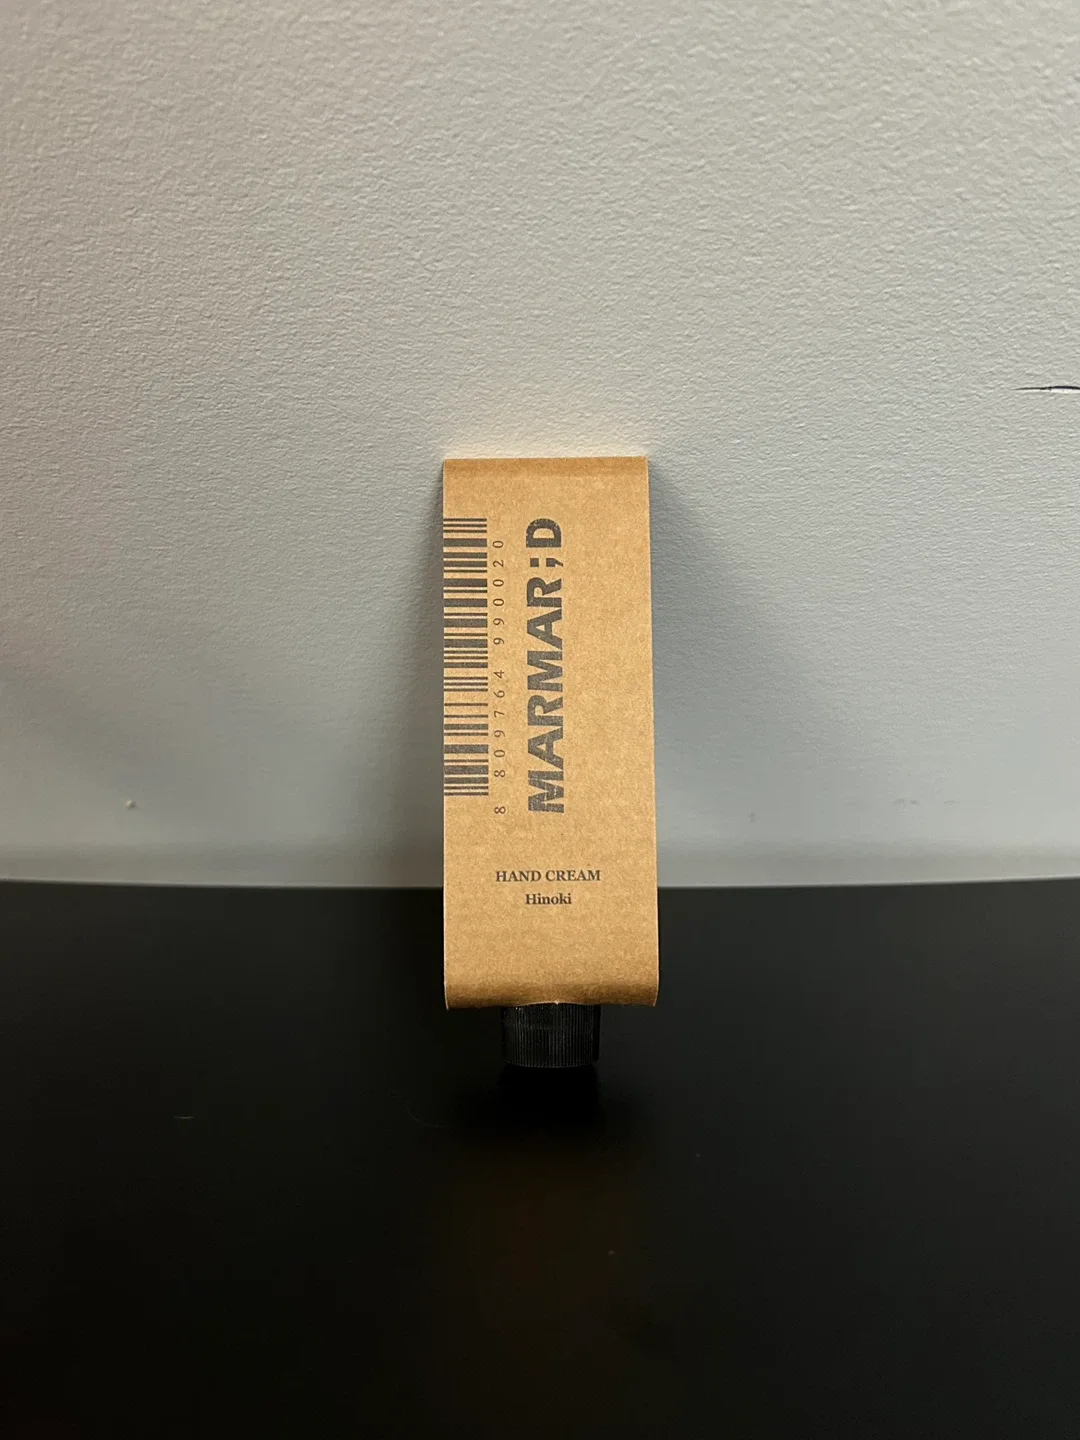 8 809764 990020
MARMAR;D
HAND CREAM
Hinoki